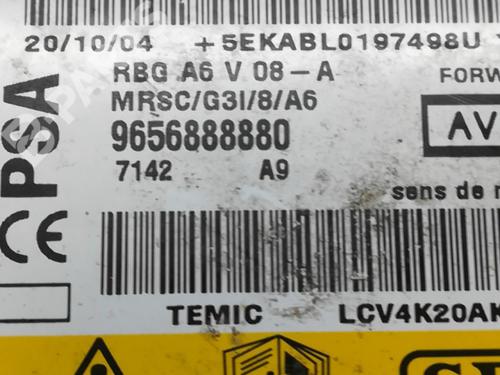 20/10/04 +5EKABL0197498U
RBG A6 V 08-A
MRSC/G3I/8/A6
9656888880
7142 A9
FORW
AV
sens de
PSA
CE
TEMIC LCV4K20AK